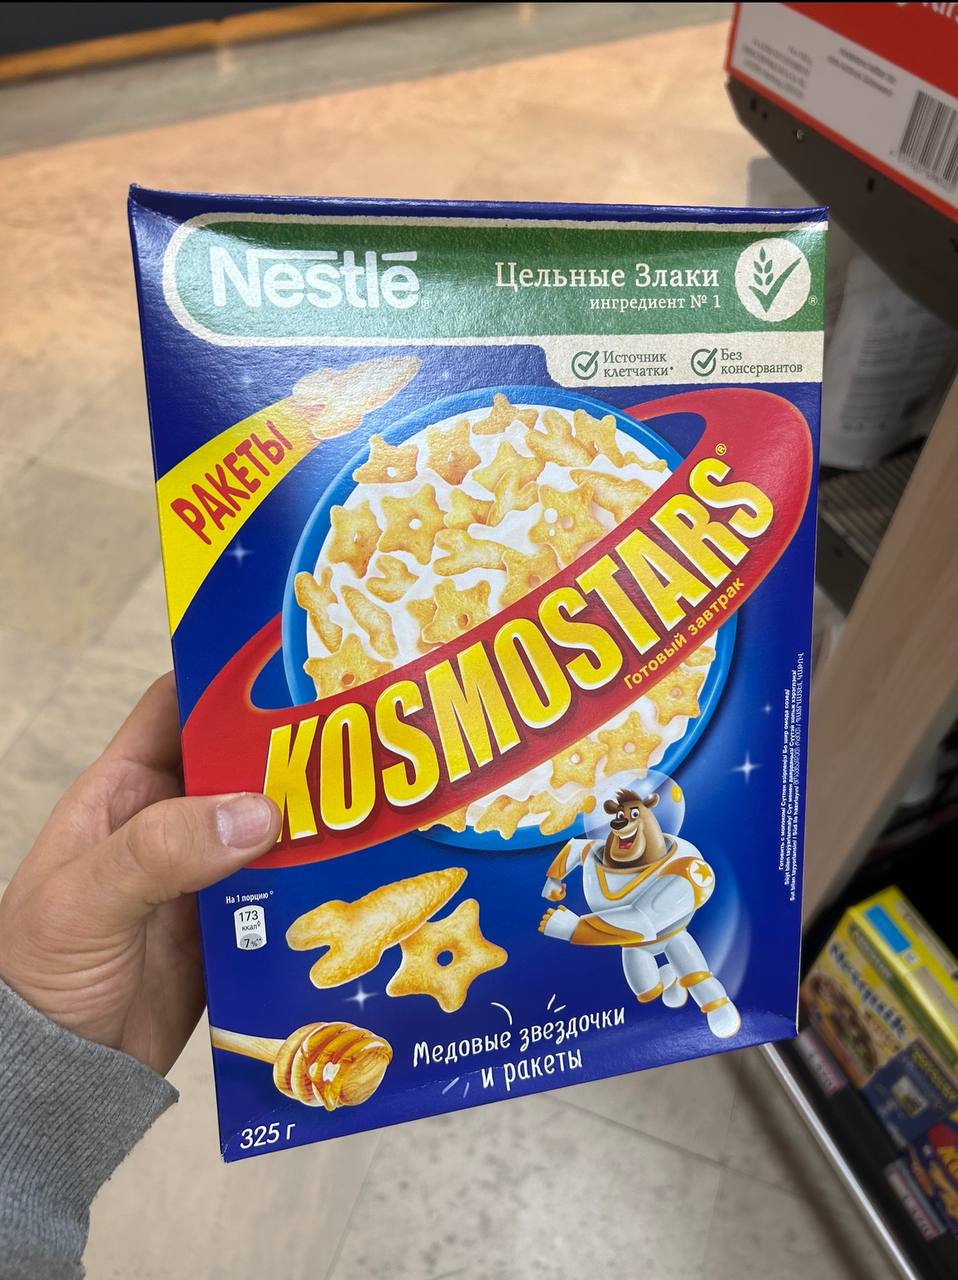 Nestlé
Цельные Злаки
ингредиент № 1
Источник
клетчатки*
Без
консервантов
РАКЕТЫ
KOSMOSTARS®
Готовый завтрак
На 1 порцию
173
ккал
7%**
Медовые звездочки
и ракеты
325 г
Nesquik